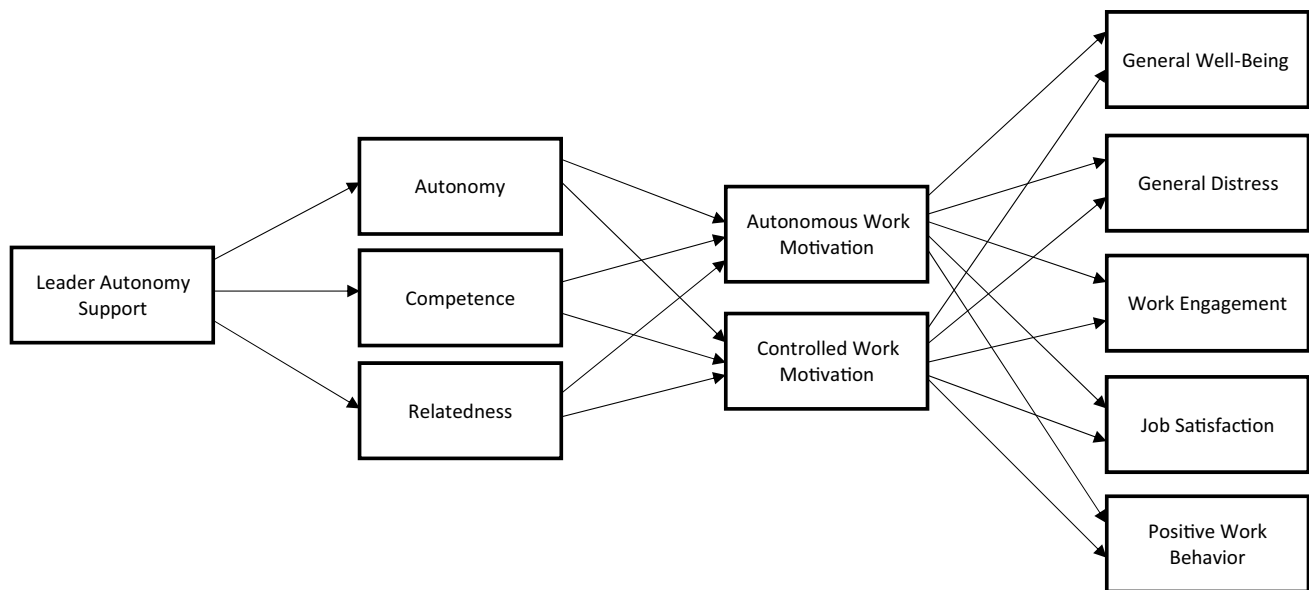 Leader Autonomy
Support
Autonomy
Competence
Relatedness
Autonomous Work
Motivation
Controlled Work
Motivation
General Well-Being
General Distress
Work Engagement
Job Satisfaction
Positive Work
Behavior